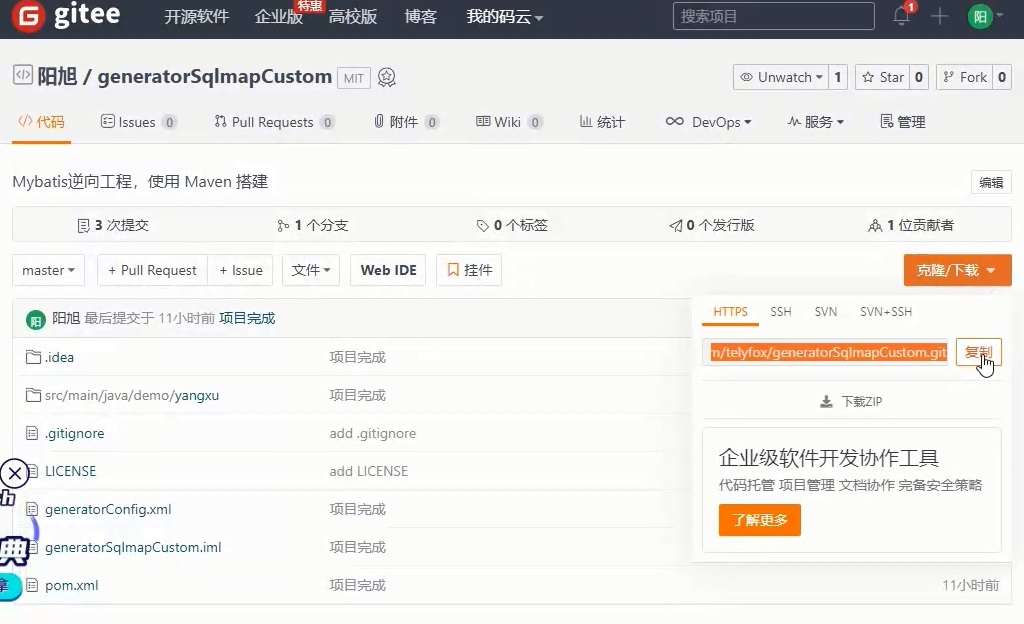 G gitee 开源软件 企业版 特惠 高校版 博客 我的码云 搜索项目 1 阳
阳旭 / generatorSqlmapCustom MIT Unwatch 1 Star 0 Fork 0
代码 Issues 0 Pull Requests 0 附件 0 Wiki 0 统计 DevOps 服务 管理
Mybatis逆向工程，使用 Maven 搭建 编辑
3 次提交 1 个分支 0 个标签 0 个发行版 1 位贡献者
master + Pull Request + Issue 文件 Web IDE 挂件 克隆/下载
阳 阳旭 最后提交于 11小时前 项目完成
HTTPS SSH SVN SVN+SSH
m/telyfox/generatorSqlmapCustom.git 复制
下载ZIP
企业级软件开发协作工具
代码托管 项目管理 文档协作 完备安全策略
了解更多
.idea 项目完成
src/main/java/demo/yangxu 项目完成
.gitignore add .gitignore
LICENSE add LICENSE
generatorConfig.xml 项目完成
generatorSqlmapCustom.iml 项目完成
pom.xml 项目完成 11小时前
典